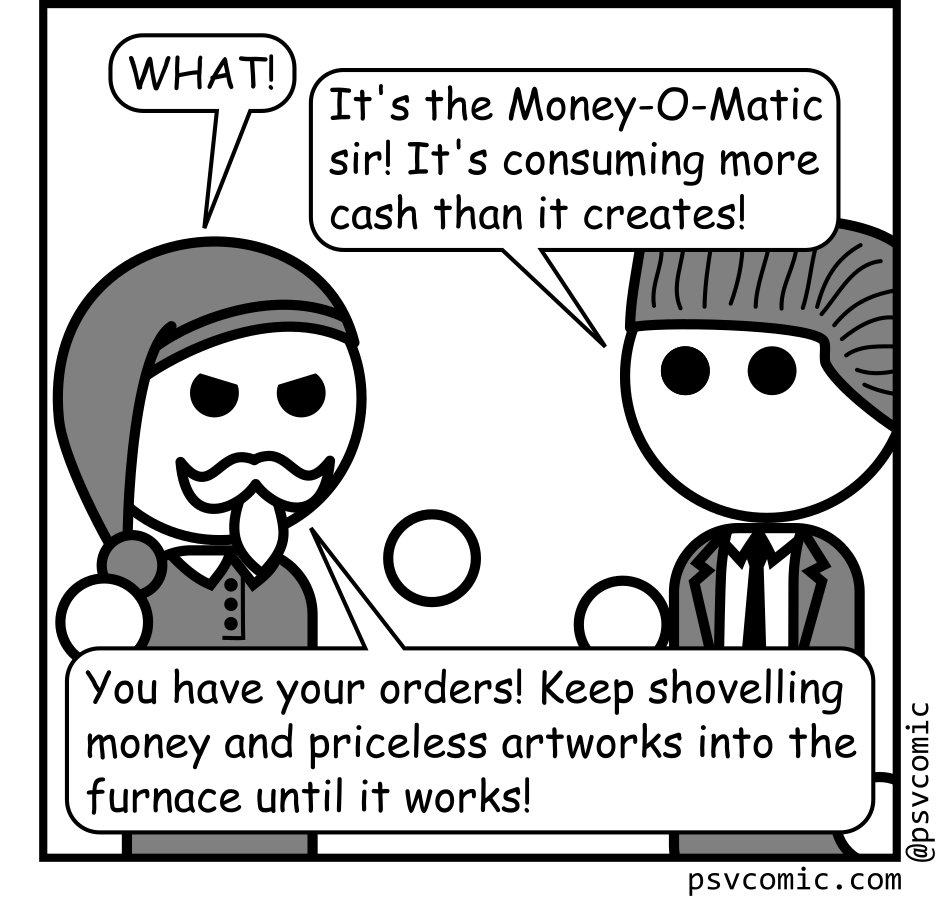 WHAT!
It's the Money-O-Matic
sir! It's consuming more
cash than it creates!
You have your orders! Keep shovelling
money and priceless artworks into the
furnace until it works!
@psvcomic
psvcomic.com